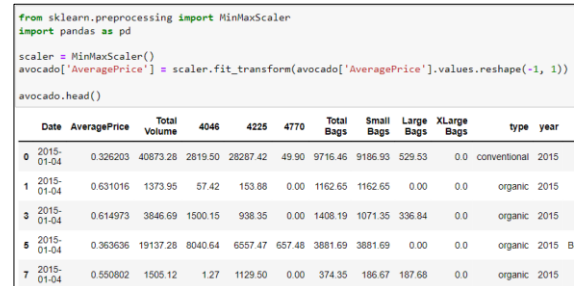 from sklearn.preprocessing import MinMaxScaler
import pandas as pd
scaler = MinMaxScaler()
avocado['AveragePrice'] = scaler.fit_transform(avocado['AveragePrice'].values.reshape(-1, 1))
avocado.head()
Date AveragePrice Total Volume 4046 4225 4770 Total Bags Small Bags Large Bags XLarge Bags type year
0 2015-01-04 0.326203 40873.28 2819.50 28287.42 49.90 9716.46 9186.93 529.53 0.0 conventional 2015
1 2015-01-04 0.631016 1373.95 57.42 153.88 0.00 1162.65 1162.65 0.00 0.0 organic 2015
3 2015-01-04 0.614973 3846.69 1500.15 938.35 0.00 1408.19 1071.35 336.84 0.0 organic 2015
5 2015-01-04 0.363636 19137.28 8040.64 6557.47 657.48 3881.69 3881.69 0.00 0.0 organic 2015 B
7 2015-01-04 0.550802 1505.12 1.27 1129.50 0.00 374.35 186.67 187.68 0.0 organic 2015